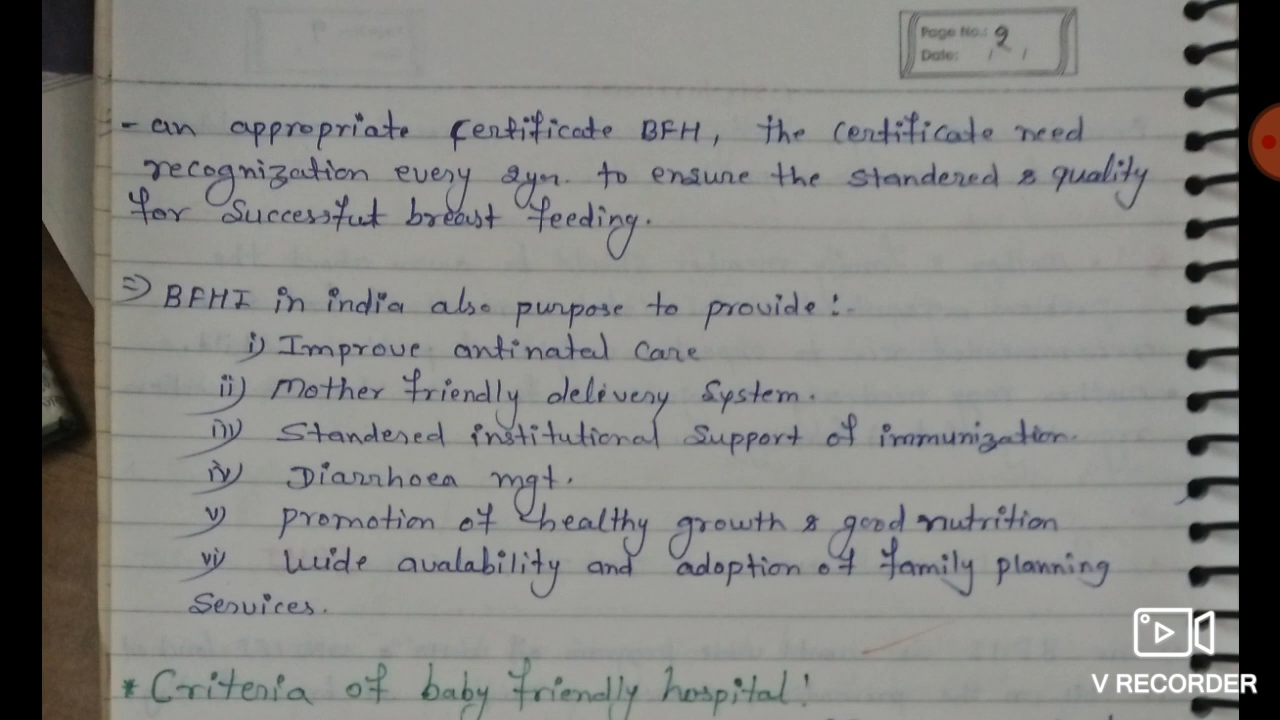 Page No.: 2
Date: / /
- an appropriate certificate BFH, the certificate need
recognization every 2yr. to ensure the standered & quality
for successful breast feeding.
⇒ BFHI in india also purpose to provide :-
i) Improve antinatal care
ii) Mother friendly delivery system.
iii) Standered institutional support of immunization.
iv) Diarrhoea mgt.
v) promotion of healthy growth & good nutrition
vi) wide avalability and adoption of family planning
services.
* Criteria of baby friendly hospital!
V RECORDER